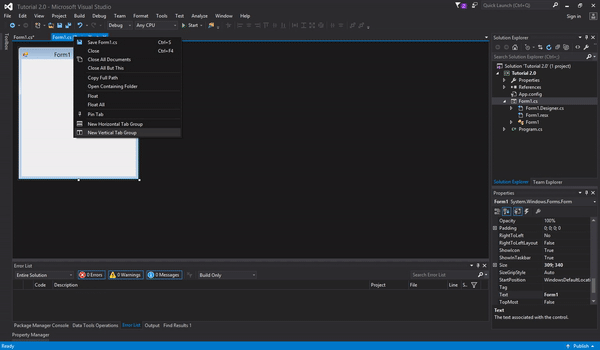 Tutorial 2.0 - Microsoft Visual Studio
Quick Launch (Ctrl+Q)
File Edit View Project Build Debug Team Format Tools Test Analyze Window Help
Sign in
Debug Any CPU Start
Toolbox
Form1.cs*
Form1.cs
Form1
Save Form1.cs Ctrl+S
Close Ctrl+F4
Close All Documents
Close All But This
Copy Full Path
Open Containing Folder
Float
Float All
Pin Tab
New Horizontal Tab Group
New Vertical Tab Group
Solution Explorer
Search Solution Explorer
Solution 'Tutorial 2.0' (1 project)
Tutorial 2.0
Properties
References
App.config
Form1.cs
Form1.Designer.cs
Form1.resx
Form1
Program.cs
Solution Explorer Team Explorer
Properties
Form1 System.Windows.Forms.Form
Opacity 100%
Padding 0; 0; 0; 0
RightToLeft No
RightToLeftLayout False
ShowIcon True
ShowInTaskbar True
Size 309; 340
SizeGripStyle Auto
StartPosition WindowsDefaultLocati
Tag
Text Form1
TopMost False
Text
The text associated with the control.
Error List
Entire Solution 0 Errors 0 Warnings 0 Messages Build Only Search Error List
Code Description Project File Line S...
Package Manager Console Data Tools Operations Error List Output Find Results 1
Property Manager
Ready
Publish